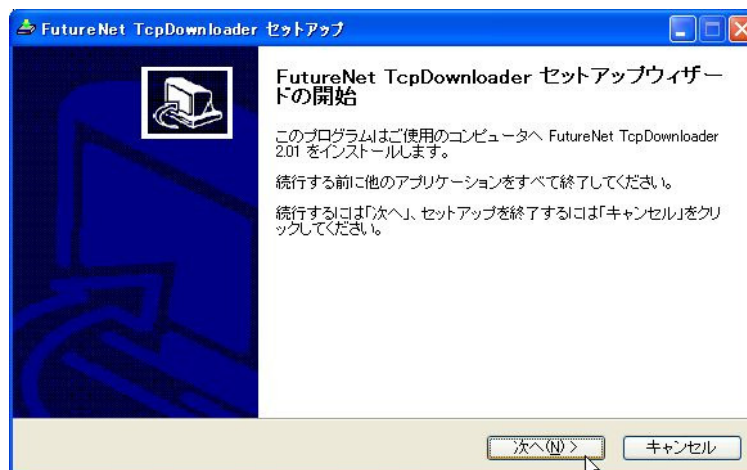 FutureNet TcpDownloader セットアップ
FutureNet TcpDownloader セットアップウィザー
ドの開始
このプログラムはご使用のコンピュータへ FutureNet TcpDownloader
2.01 をインストールします。
続行する前に他のアプリケーションをすべて終了してください。
続行するには「次へ」、セットアップを終了するには「キャンセル」をクリ
ックしてください。
次へ(N) >
キャンセル